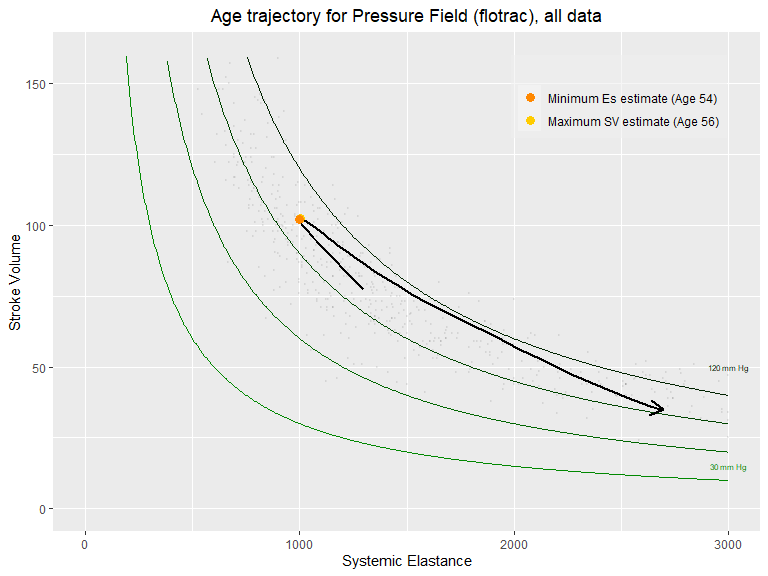 Age trajectory for Pressure Field (flotrac), all data
150
100
50
0
Stroke Volume
Minimum Es estimate (Age 54)
Maximum SV estimate (Age 56)
120 mm Hg
30 mm Hg
0 1000 2000 3000
Systemic Elastance